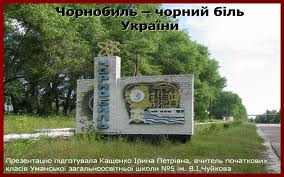 Чорнобиль – чорний біль
України
ЧОРНОБИЛЬ
Презентацію підготувала Кащенко Ірина Петрівна, вчитель початкових
класів Уманської загальноосвітньої школи №5 ім. В.І.Чуйкова